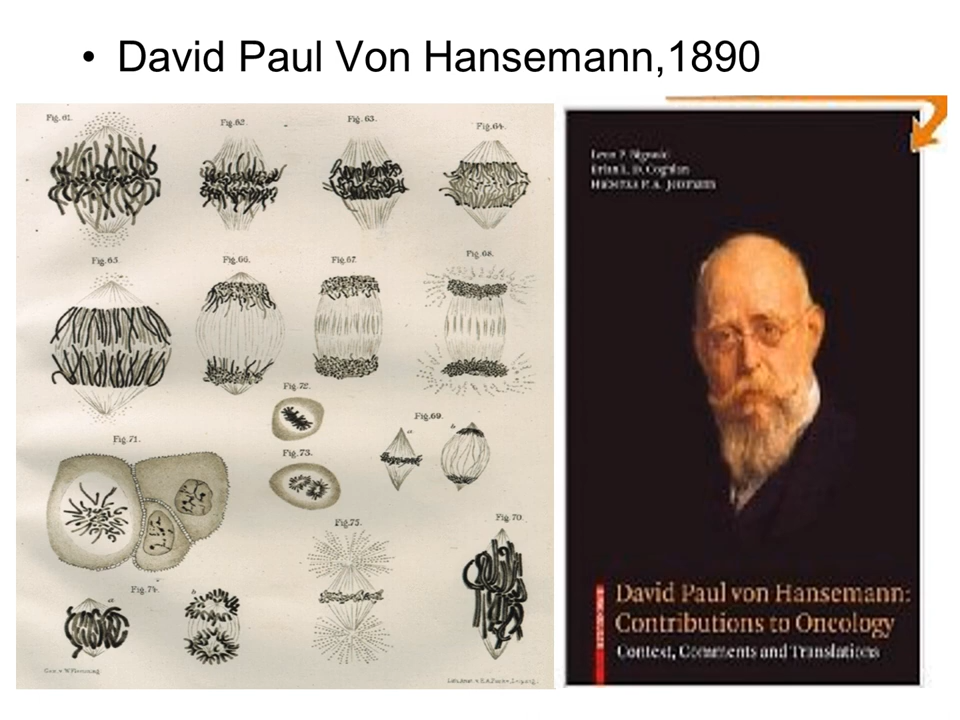 • David Paul Von Hansemann,1890
Fig.61.
Fig.62.
Fig.63.
Fig.64.
Fig.65.
Fig.66.
Fig.67.
Fig.68.
Fig.72.
Fig.69.
a
b
Fig.71.
Fig.73.
Fig.75.
Fig.70.
Fig.74.
a
b
David Paul von Hansemann:
Contributions to Oncology
Context, Comments and Translations